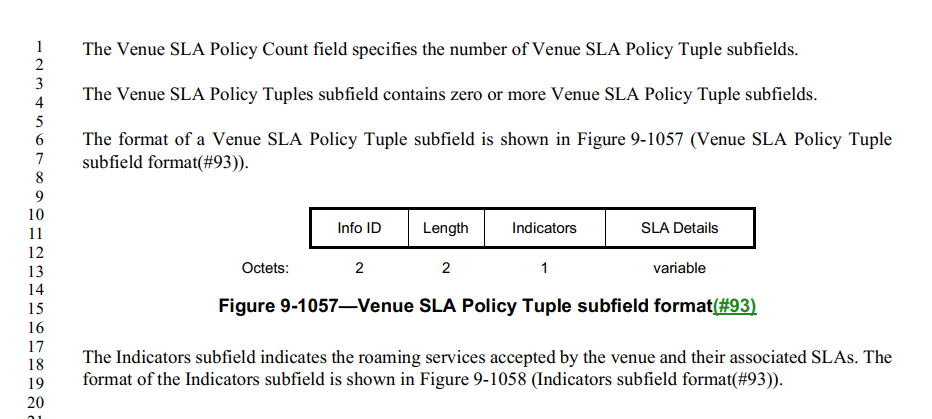 1 The Venue SLA Policy Count field specifies the number of Venue SLA Policy Tuple subfields.
2
3
4 The Venue SLA Policy Tuples subfield contains zero or more Venue SLA Policy Tuple subfields.
5
6 The format of a Venue SLA Policy Tuple subfield is shown in Figure 9-1057 (Venue SLA Policy Tuple
7 subfield format(#93)).
8
9
10
11 Info ID Length Indicators SLA Details
12
13 Octets: 2 2 1 variable
14
15 Figure 9-1057—Venue SLA Policy Tuple subfield format(#93)
16
17
18 The Indicators subfield indicates the roaming services accepted by the venue and their associated SLAs. The
19 format of the Indicators subfield is shown in Figure 9-1058 (Indicators subfield format(#93)).
20